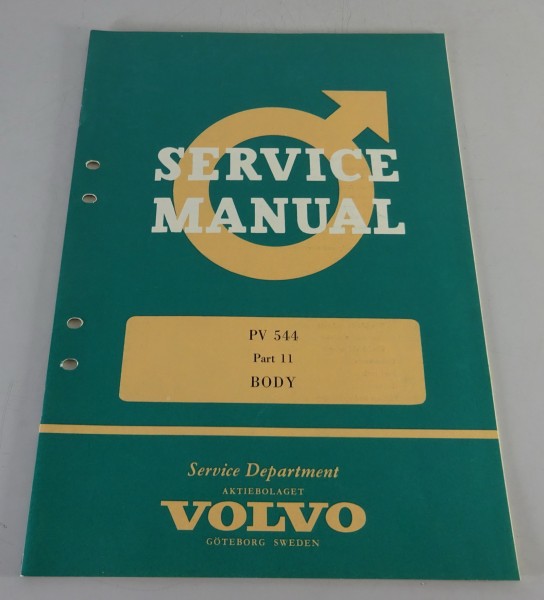 SERVICE
MANUAL
PV 544
Part 11
BODY
Service Department
AKTIEBOLAGET
VOLVO
GÖTEBORG SWEDEN